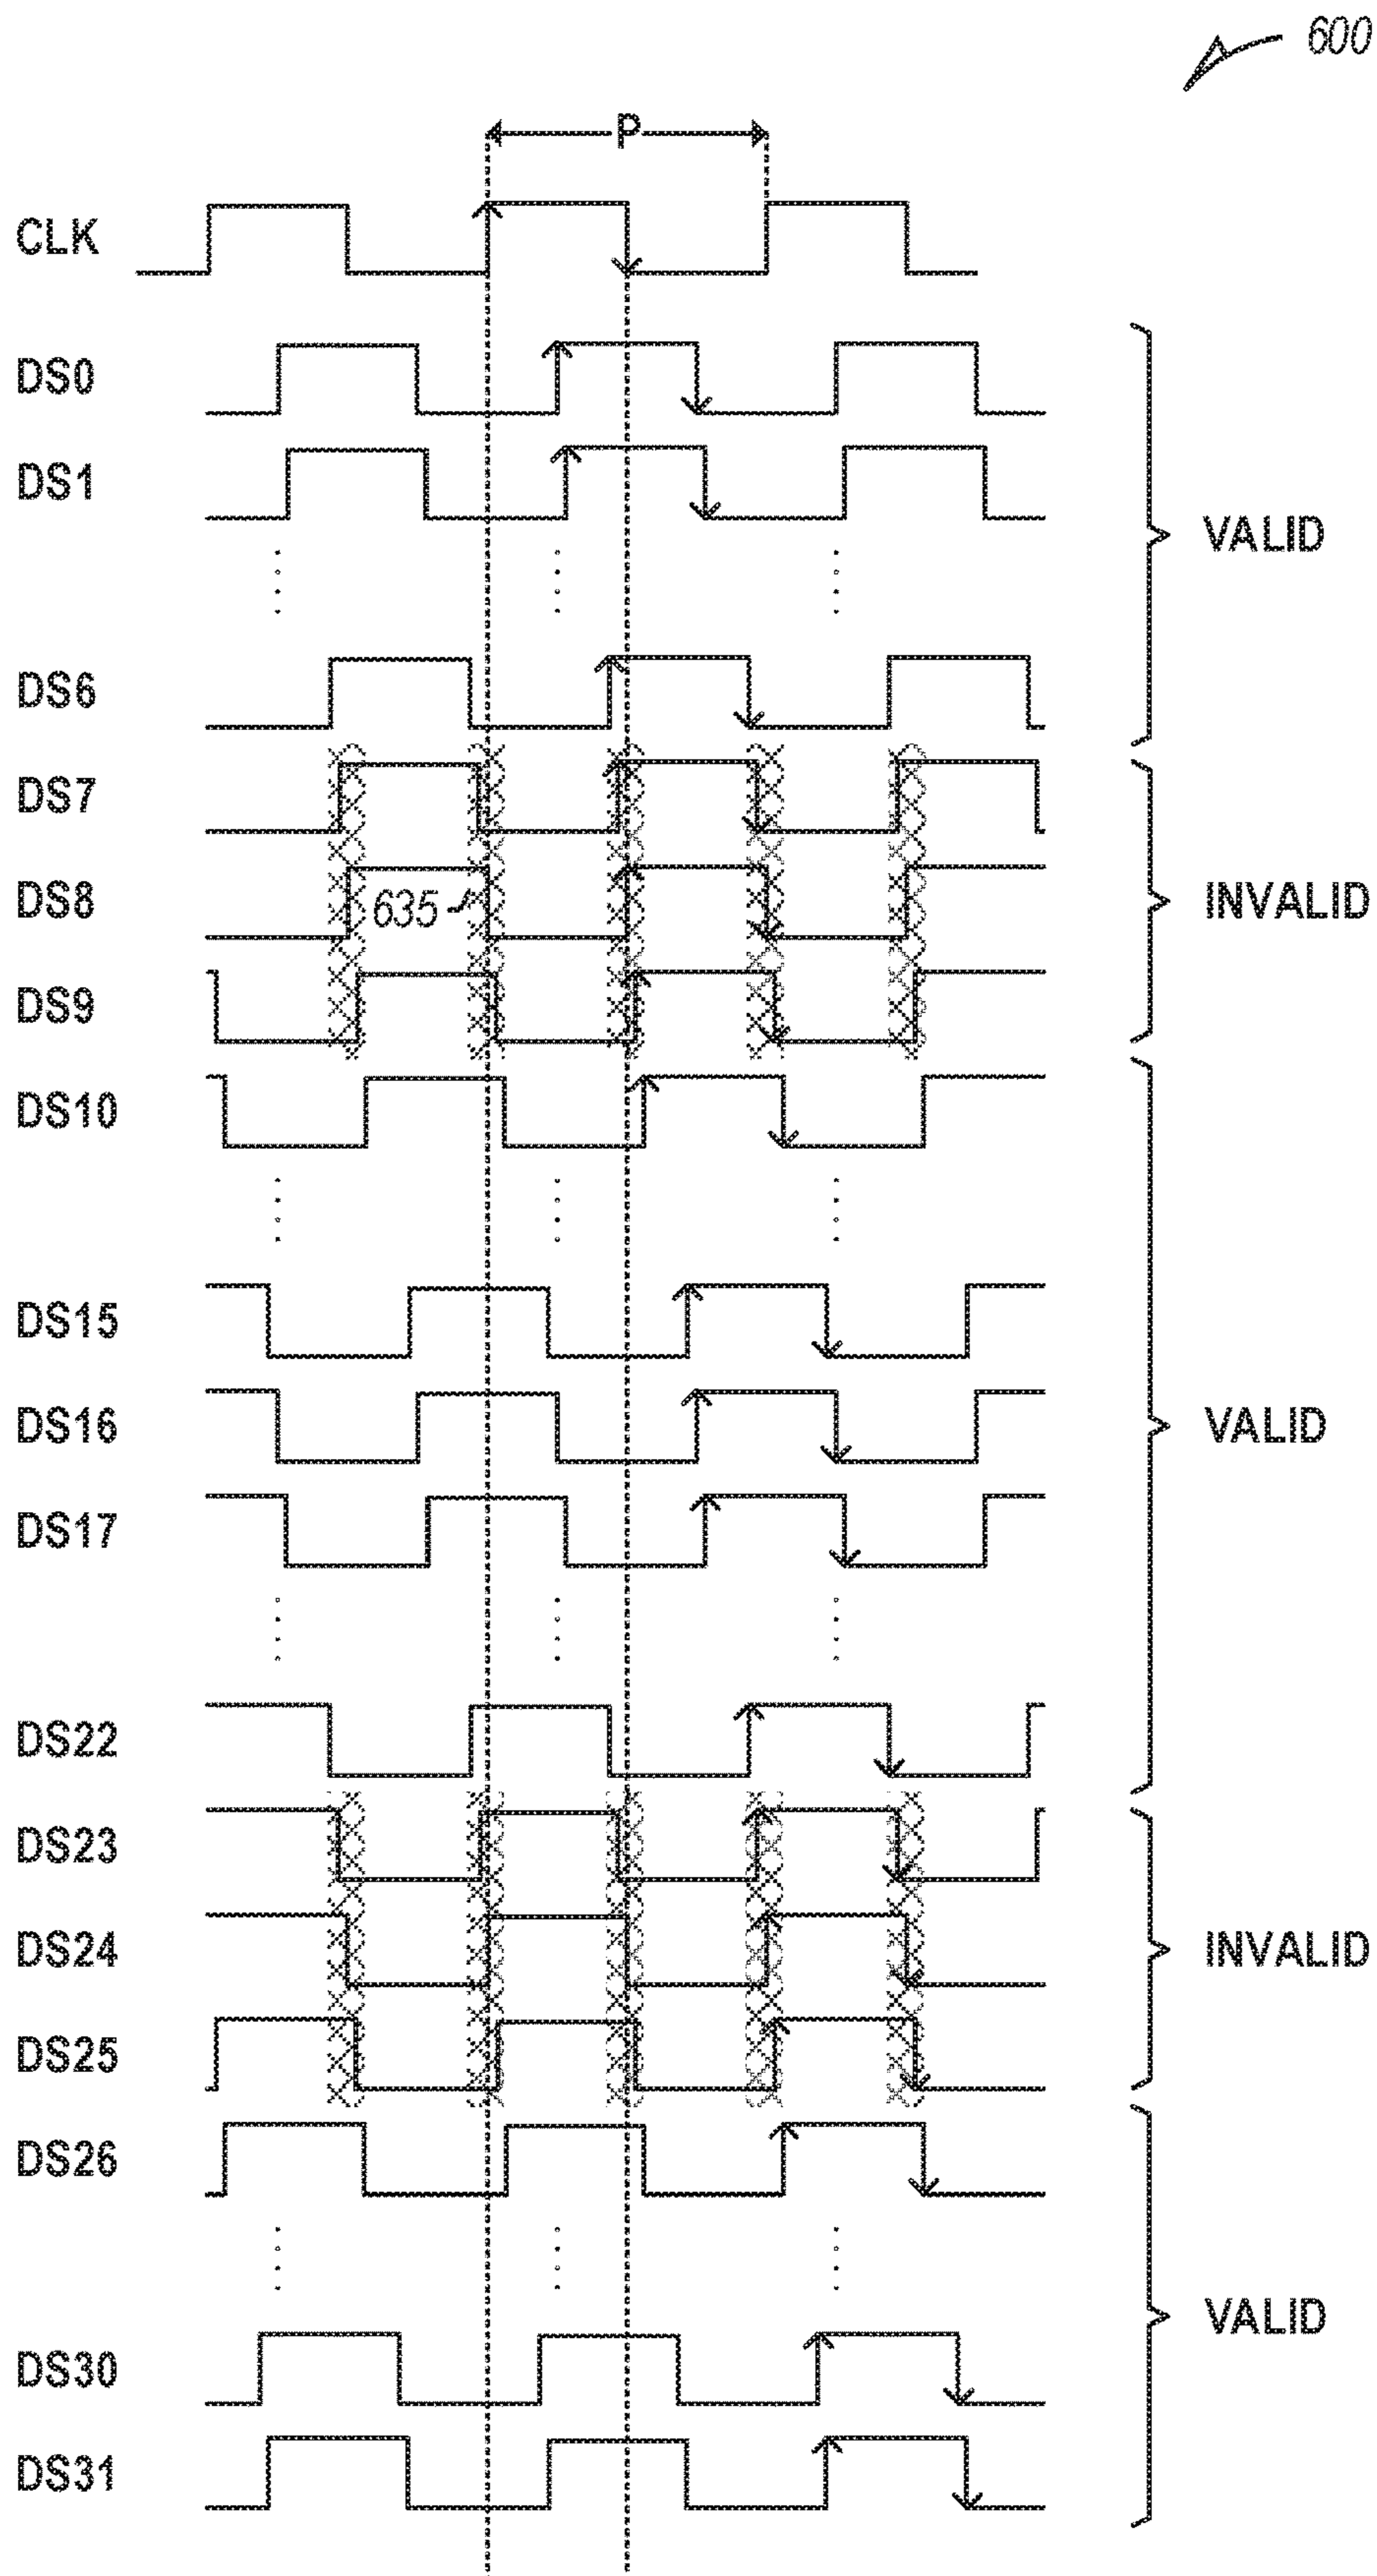 600
P
CLK
DS0
DS1
VALID
DS6
DS7
DS8
635
INVALID
DS9
DS10
DS15
DS16
VALID
DS17
DS22
DS23
DS24
INVALID
DS25
DS26
VALID
DS30
DS31